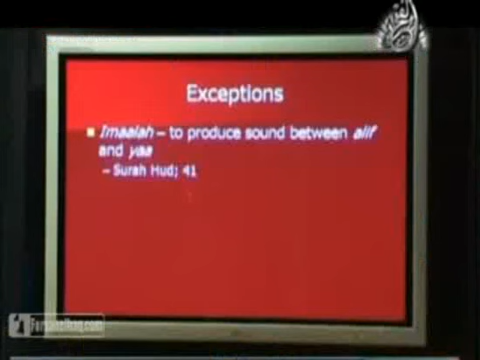 Exceptions
Imaalah – to produce sound between alif
and yaa
– Surah Hud; 41